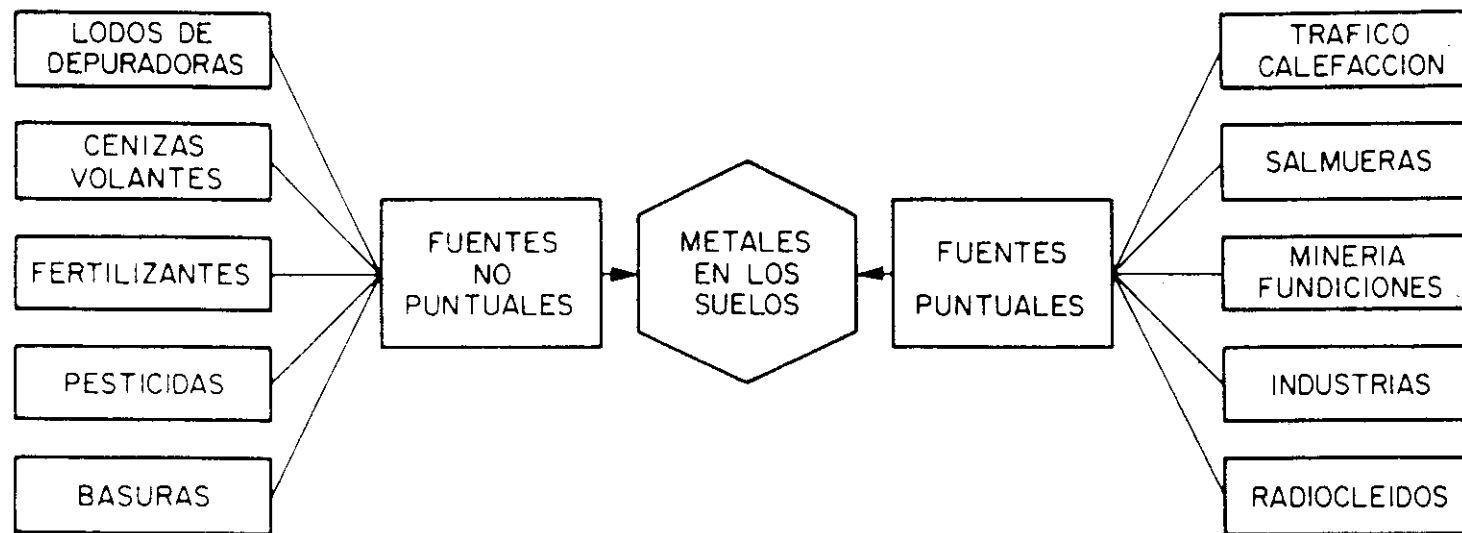 LODOS DE
DEPURADORAS
CENIZAS
VOLANTES
FERTILIZANTES
PESTICIDAS
BASURAS
FUENTES
NO
PUNTUALES
METALES
EN LOS
SUELOS
FUENTES
PUNTUALES
TRAFICO
CALEFACCION
SALMUERAS
MINERIA
FUNDICIONES
INDUSTRIAS
RADIOCLEIDOS